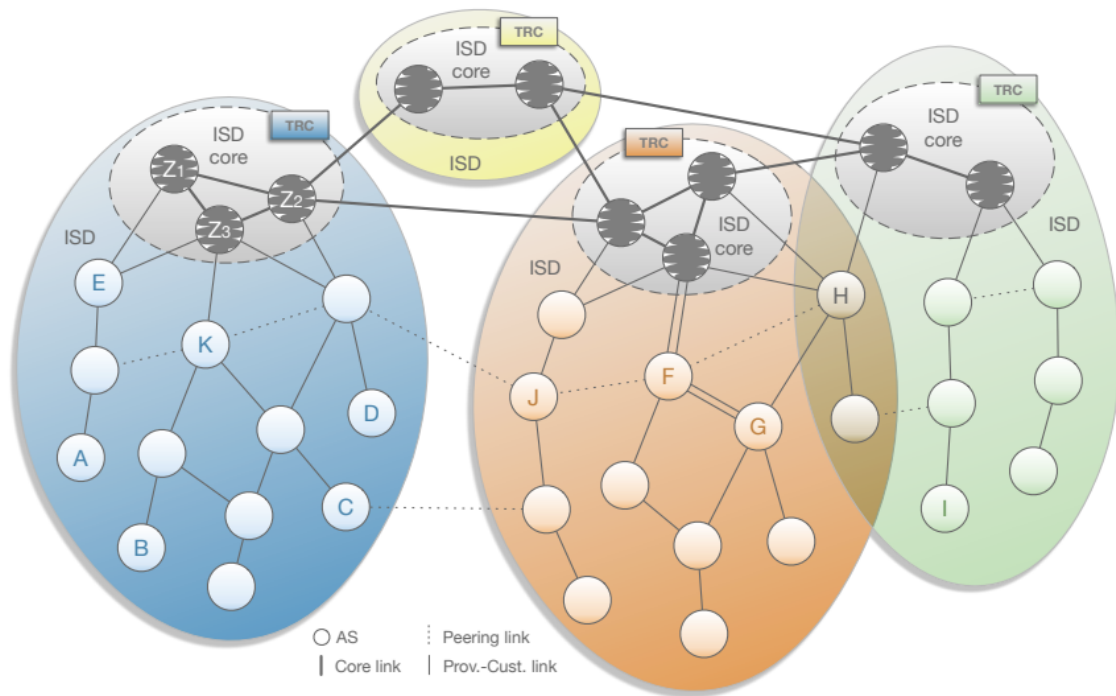 TRC
ISD
core
ISD
TRC
ISD
core
Z1
Z2
Z3
ISD
TRC
ISD
core
ISD
TRC
ISD
core
ISD
E
K
A
D
B
C
H
J
F
G
I
AS
Peering link
Core link
Prov.-Cust. link